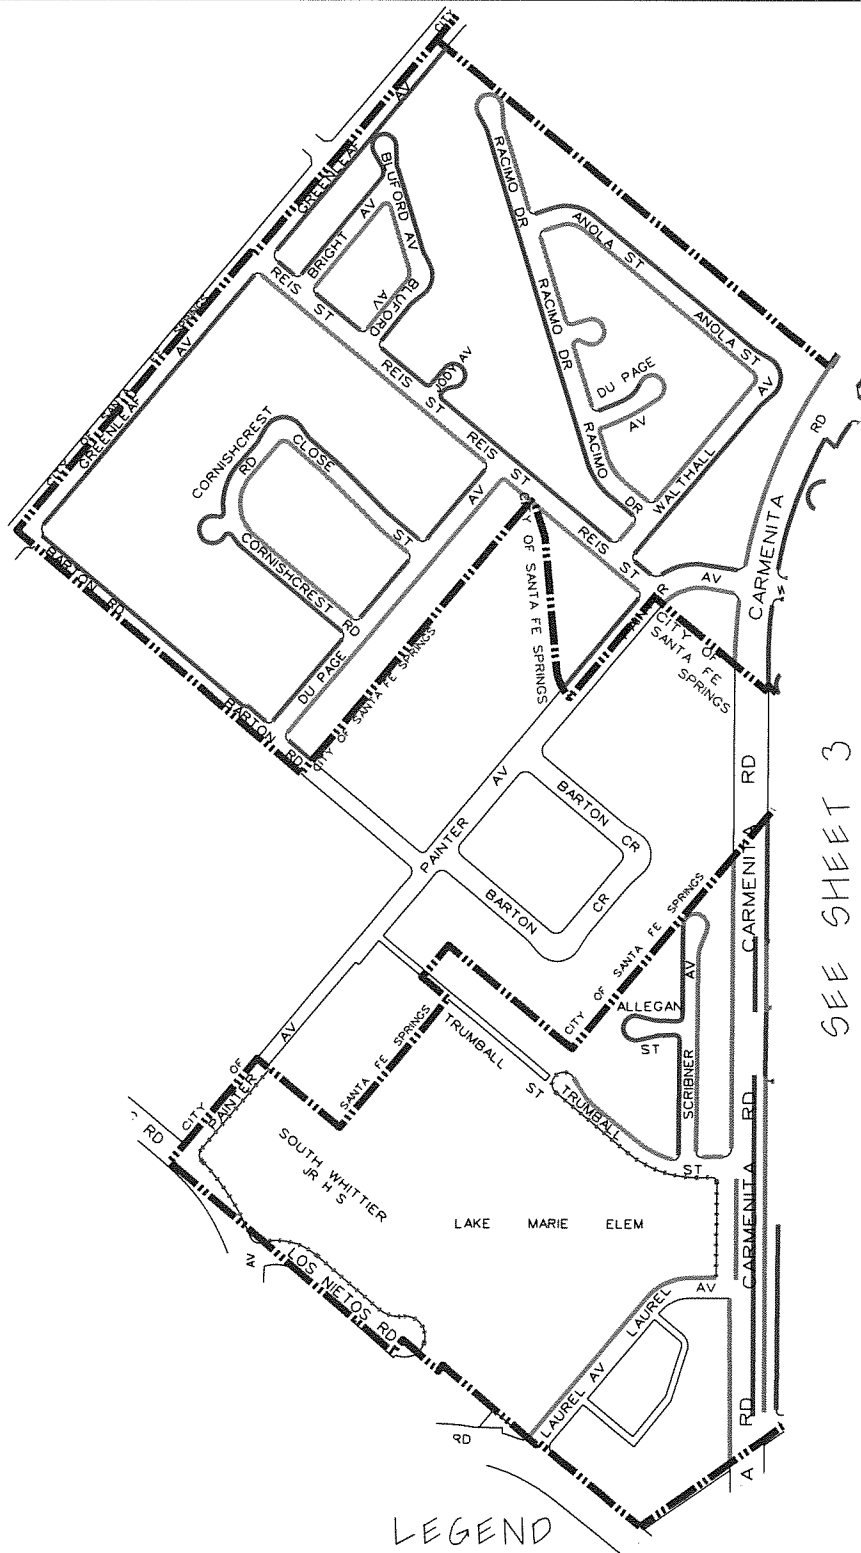 CITY
GREENLEAF AV
BLUFORD AV
BRIGHT AV
BLUFORD AV
REIS ST
RACIMO DR
ANOLA ST
RACIMO DR
ANOLA ST
JODY AV
REIS ST
DU PAGE AV
WALTHALL AV
RACIMO DR
RD
CITY OF SANTA FE SPRINGS
GREENLEAF AV
CORNISHCREST RD
CLOSE ST
REIS ST
CORNISHCREST RD
DU PAGE AV
BARTON RD
BARTON RD
CITY OF SANTA FE SPRINGS
CITY OF SANTA FE SPRINGS
REIS ST
PAINTER AV
CARMENITA RD
CITY OF
SANTA FE
SPRINGS
PAINTER AV
BARTON CR
BARTON CR
SEE SHEET 3
CARMENITA
CITY OF SANTA FE SPRINGS
ALLEGAN ST
SCRIBNER AV
TRUMBALL ST
TRUMBALL ST
CITY OF SANTA FE SPRINGS
PAINTER AV
RD
SOUTH WHITTIER
JR H S
LAKE MARIE ELEM
CARMENITA RD
AV
LOS NIETOS RD
LAUREL AV
LAUREL AV
RD
RD
A
LEGEND